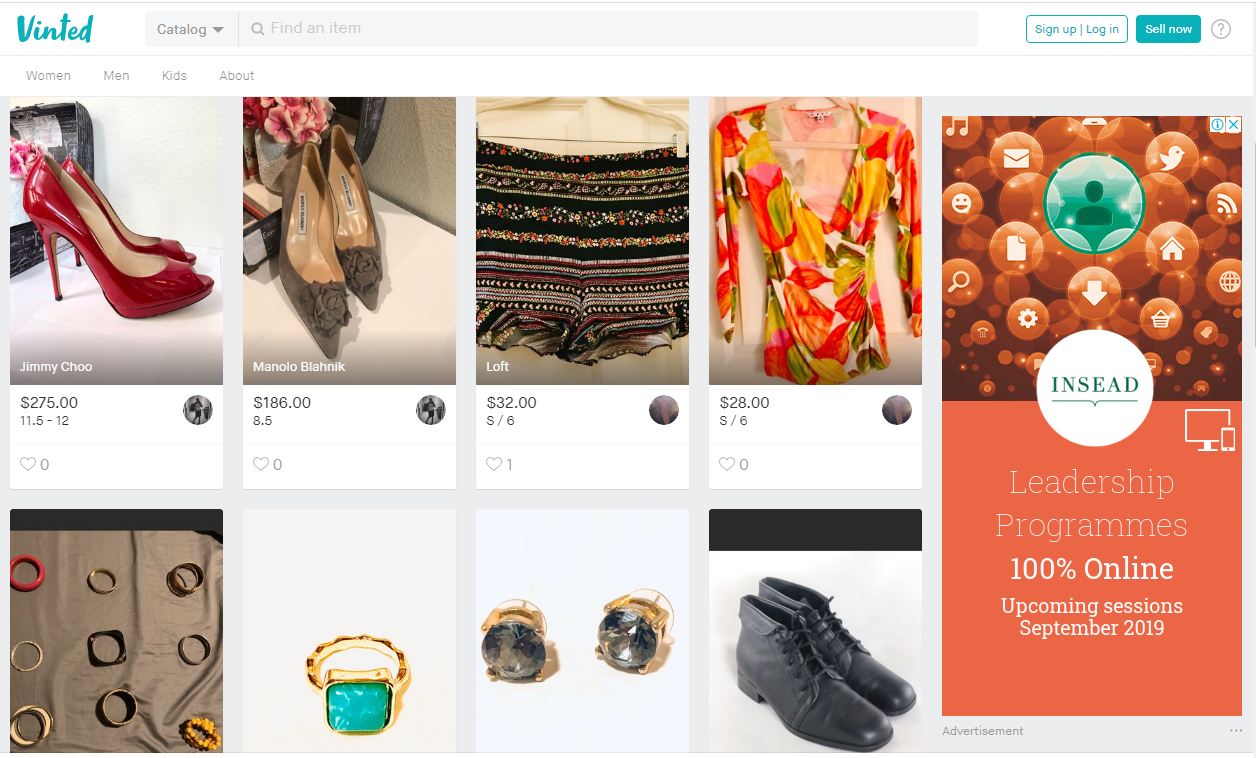 Vinted
Catalog
Find an item
Sign up | Log in
Sell now
?
Women
Men
Kids
About
Jimmy Choo
Manolo Blahnik
Loft
$275.00
11.5 - 12
$186.00
8.5
$32.00
S / 6
$28.00
S / 6
0
0
1
0
MANOLO BLAHNIK
INSEAD
Leadership
Programmes
100% Online
Upcoming sessions
September 2019
Advertisement